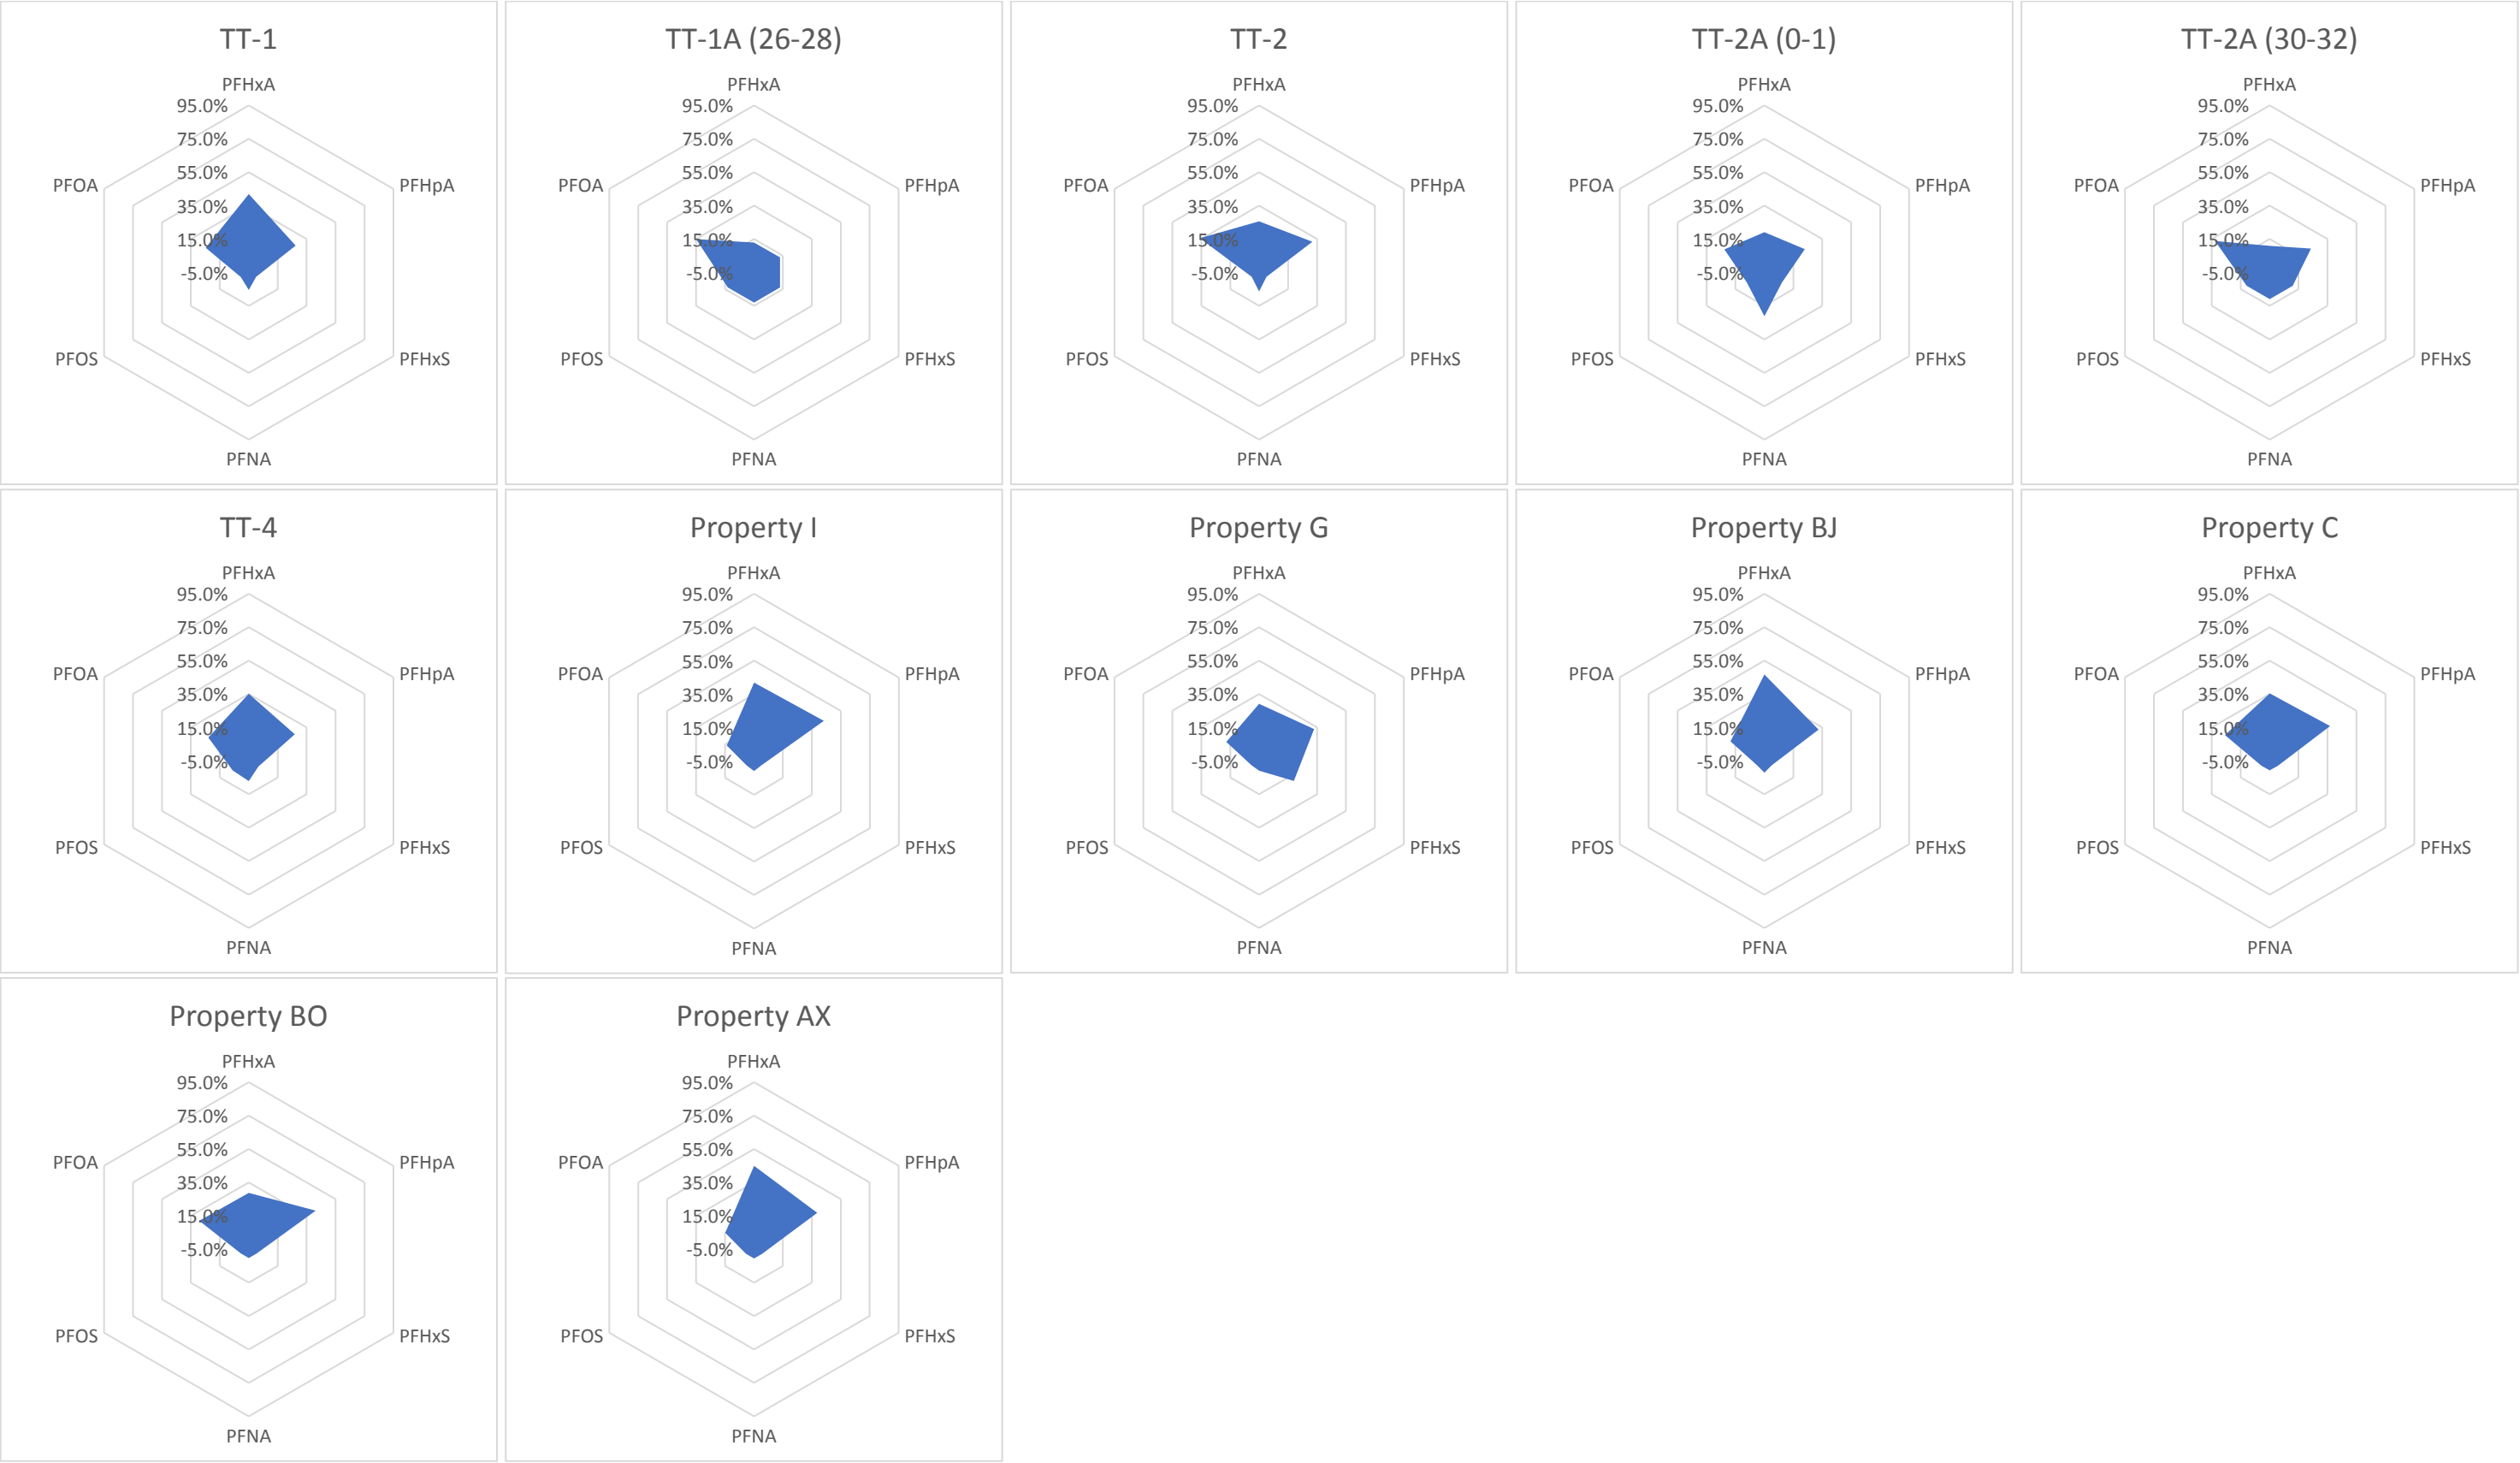 TT-1
PFHxA
95.0%
75.0%
55.0%
35.0%
15.0%
-5.0%
PFOA
PFHpA
PFOS
PFHxS
PFNA
TT-1A (26-28)
PFHxA
95.0%
75.0%
55.0%
35.0%
15.0%
-5.0%
PFOA
PFHpA
PFOS
PFHxS
PFNA
TT-2
PFHxA
95.0%
75.0%
55.0%
35.0%
15.0%
-5.0%
PFOA
PFHpA
PFOS
PFHxS
PFNA
TT-2A (0-1)
PFHxA
95.0%
75.0%
55.0%
35.0%
15.0%
-5.0%
PFOA
PFHpA
PFOS
PFHxS
PFNA
TT-2A (30-32)
PFHxA
95.0%
75.0%
55.0%
35.0%
15.0%
-5.0%
PFOA
PFHpA
PFOS
PFHxS
PFNA
TT-4
PFHxA
95.0%
75.0%
55.0%
35.0%
15.0%
-5.0%
PFOA
PFHpA
PFOS
PFHxS
PFNA
Property I
PFHxA
95.0%
75.0%
55.0%
35.0%
15.0%
-5.0%
PFOA
PFHpA
PFOS
PFHxS
PFNA
Property G
PFHxA
95.0%
75.0%
55.0%
35.0%
15.0%
-5.0%
PFOA
PFHpA
PFOS
PFHxS
PFNA
Property BJ
PFHxA
95.0%
75.0%
55.0%
35.0%
15.0%
-5.0%
PFOA
PFHpA
PFOS
PFHxS
PFNA
Property C
PFHxA
95.0%
75.0%
55.0%
35.0%
15.0%
-5.0%
PFOA
PFHpA
PFOS
PFHxS
PFNA
Property BO
PFHxA
95.0%
75.0%
55.0%
35.0%
15.0%
-5.0%
PFOA
PFHpA
PFOS
PFHxS
PFNA
Property AX
PFHxA
95.0%
75.0%
55.0%
35.0%
15.0%
-5.0%
PFOA
PFHpA
PFOS
PFHxS
PFNA